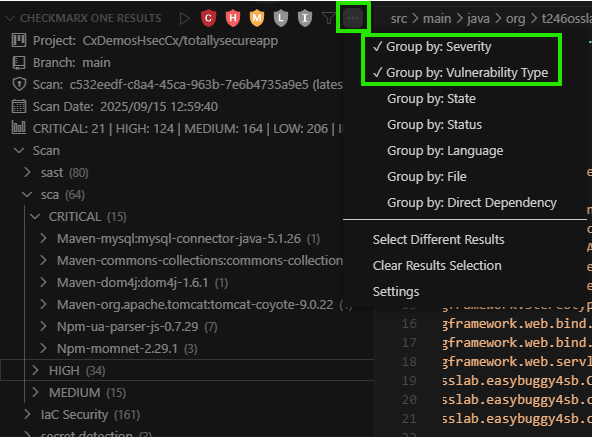 CHECKMARX ONE RESULTS C H M L I ...
Project: CxDemosHsecCx/totallysecureapp
Branch: main
Scan: c532eedf-c8a4-45ca-963b-7e6b4735a9e5 (lates
Scan Date: 2025/09/15 12:59:40
CRITICAL: 21 | HIGH: 124 | MEDIUM: 164 | LOW: 206 |
Scan
sast (80)
sca (64)
CRITICAL (15)
Maven-mysql:mysql-connector-java-5.1.26 (1)
Maven-commons-collections:commons-collection
Maven-dom4j:dom4j-1.6.1 (1)
Maven-org.apache.tomcat:tomcat-coyote-9.0.22 (1)
Npm-ua-parser-js-0.7.29 (7)
Npm-momnet-2.29.1 (3)
HIGH (34)
MEDIUM (15)
IaC Security (161)
secret detection
src > main > java > org > t246ossla
✓ Group by: Severity
✓ Group by: Vulnerability Type
Group by: State
Group by: Status
Group by: Language
Group by: File
Group by: Direct Dependency
Select Different Results
Clear Results Selection
Settings
16 gframework.web.bind.
17 gframework.web.bind.
18 gframework.web.servl
19 sslab.easybuggy4sb.C
20 sslab.easybuggy4sb.c
21 sslab.easybuggy4sb.c